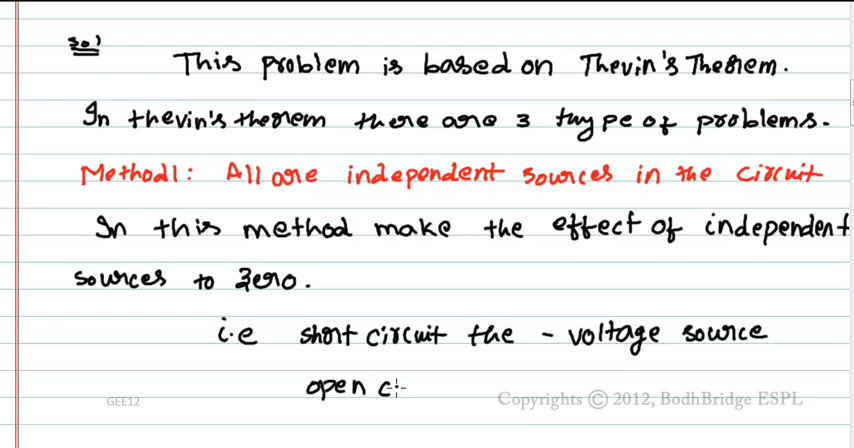 Sol
This problem is based on Thevin's Theorem.
In thevin's theorem there are 3 type of problems.
Method1: All are independent sources in the circuit
In this method make the effect of independent
sources to zero.
i.e short circuit the - voltage source
open c
GEE12
Copyrights © 2012, BodhBridge ESPL